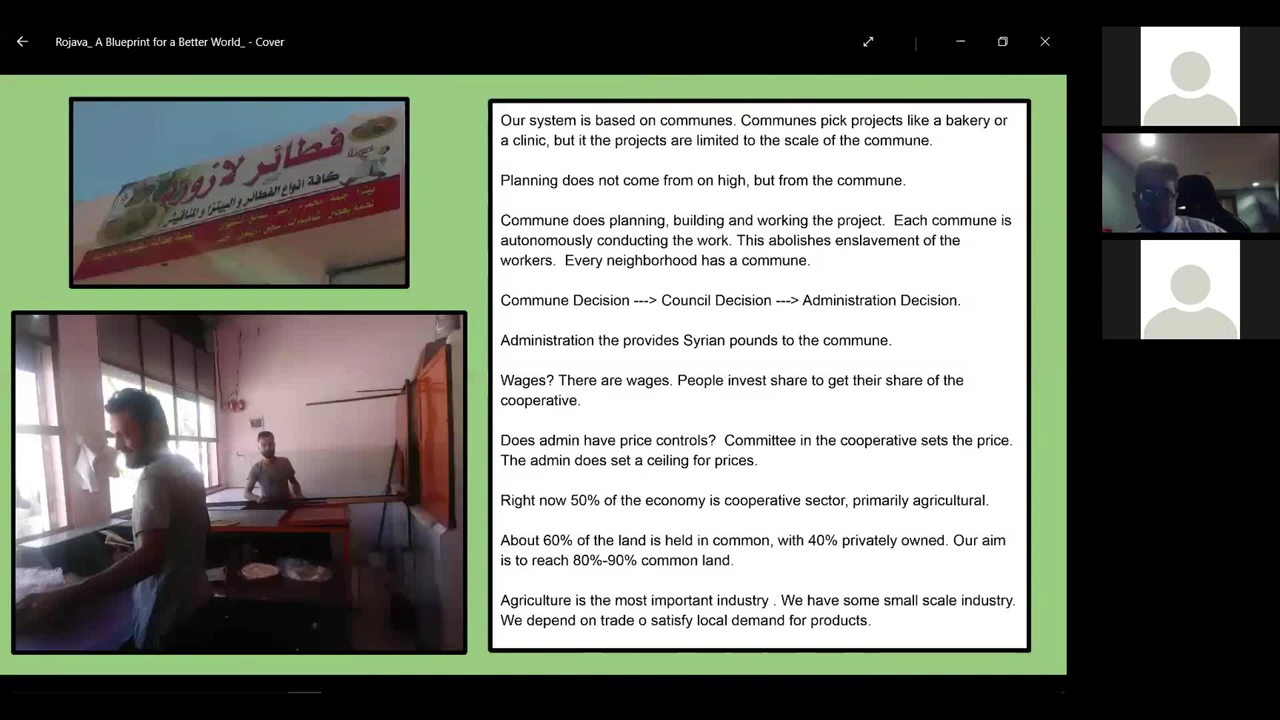 Rojava_ A Blueprint for a Better World_ - Cover
فطائر لازورد
كافة انواع الفطائر والبيتزا والمناقيش
Our system is based on communes. Communes pick projects like a bakery or
a clinic, but it the projects are limited to the scale of the commune.
Planning does not come from on high, but from the commune.
Commune does planning, building and working the project.  Each commune is
autonomously conducting the work. This abolishes enslavement of the
workers.  Every neighborhood has a commune.
Commune Decision ---> Council Decision ---> Administration Decision.
Administration the provides Syrian pounds to the commune.
Wages? There are wages. People invest share to get their share of the
cooperative.
Does admin have price controls?  Committee in the cooperative sets the price.
The admin does set a ceiling for prices.
Right now 50% of the economy is cooperative sector, primarily agricultural.
About 60% of the land is held in common, with 40% privately owned. Our aim
is to reach 80%-90% common land.
Agriculture is the most important industry . We have some small scale industry.
We depend on trade o satisfy local demand for products.